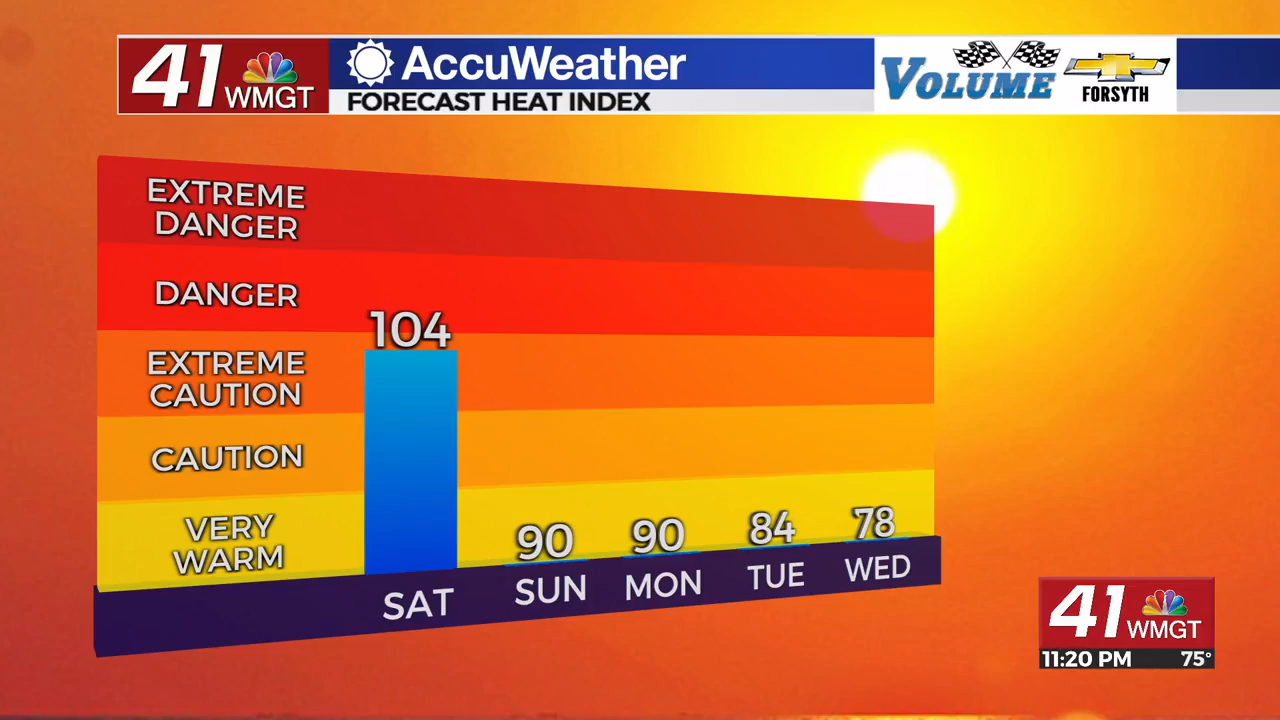 41 WMGT
AccuWeather
FORECAST HEAT INDEX
VOLUME
FORSYTH
EXTREME
DANGER
DANGER
EXTREME
CAUTION
CAUTION
VERY
WARM
104
90
90
84
78
SAT
SUN
MON
TUE
WED
41 WMGT
11:20 PM 75°